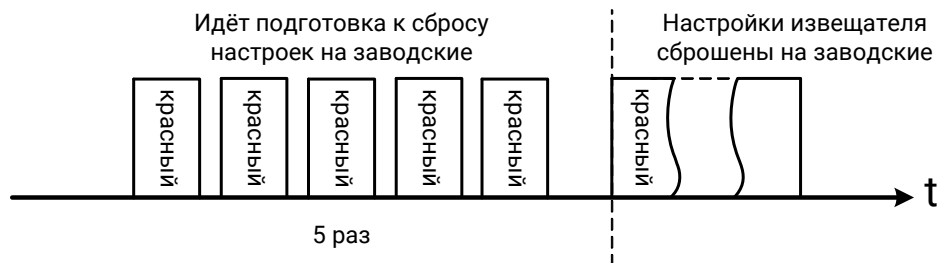 Идёт подготовка к сбросу
настроек на заводские
Настройки извещателя
сброшены на заводские
красный
красный
красный
красный
красный
красный
t
5 раз